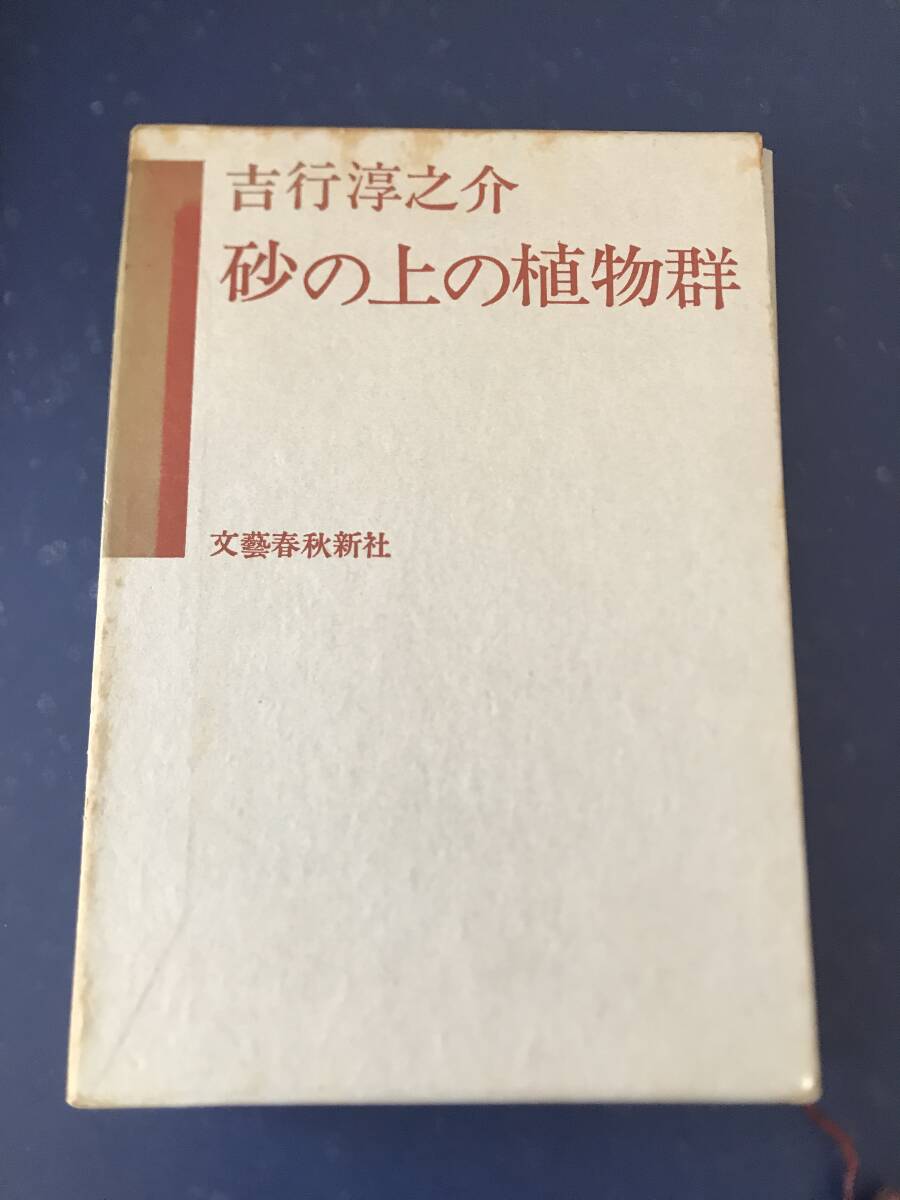 吉行淳之介
砂の上の植物群
文藝春秋新社